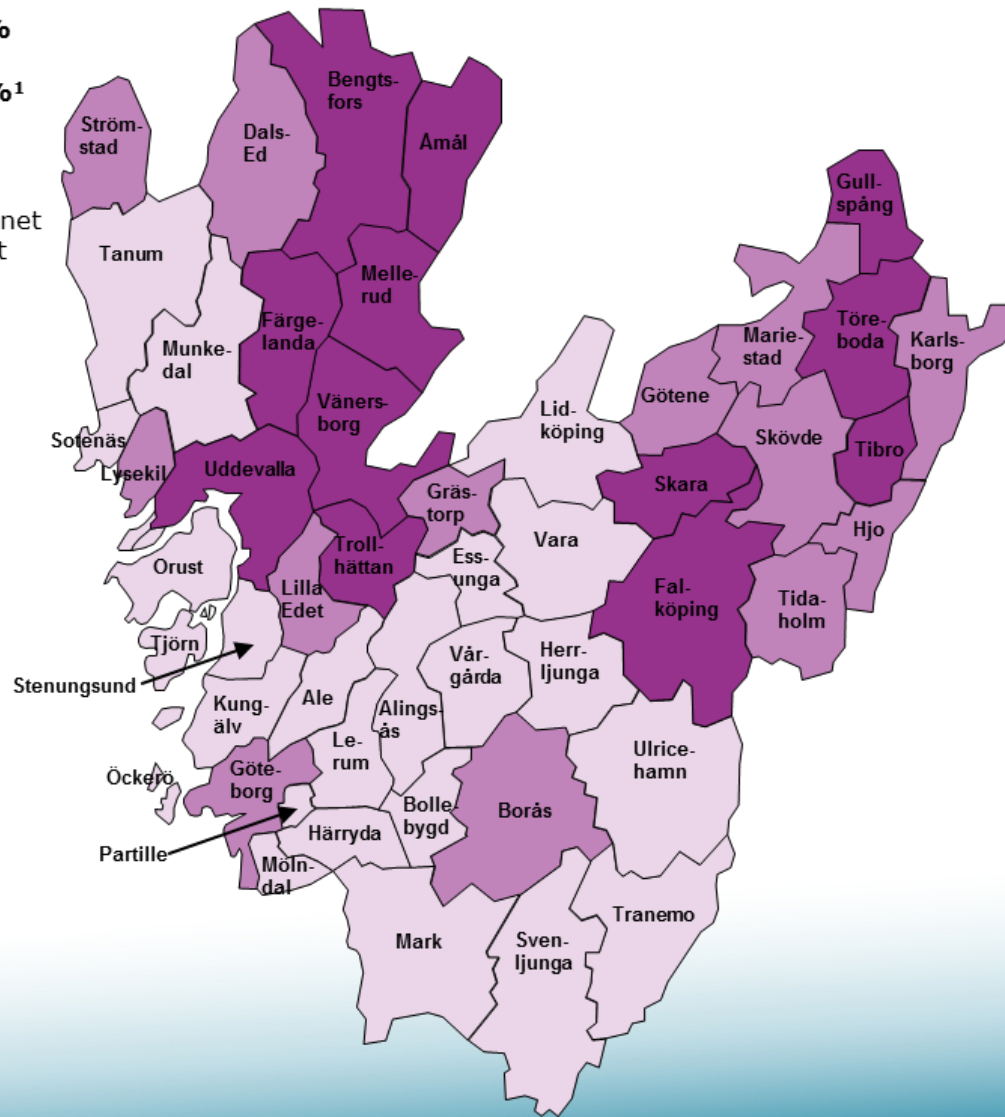 %
%¹
net
t
Bengts-
fors
Åmål
Ström-
stad
Dals-
Ed
Gull-
spång
Tanum
Melle-
rud
Färge-
landa
Munke-
dal
Töre-
boda
Marie-
stad
Karls-
borg
Götene
Väners-
borg
Lid-
köping
Skövde
Tibro
Sotenäs
Lysekil
Uddevalla
Skara
Gräs-
torp
Hjo
Vara
Troll-
hättan
Ess-
unga
Orust
Lilla
Edet
Fal-
köping
Tida-
holm
Tjörn
Vår-
gårda
Herr-
ljunga
Stenungsund
Kung-
älv
Ale
Alings-
ås
Le-
rum
Ulrice-
hamn
Öckerö
Göte-
borg
Bolle-
bygd
Borås
Härryda
Partille
Möln-
dal
Mark
Sven-
ljunga
Tranemo